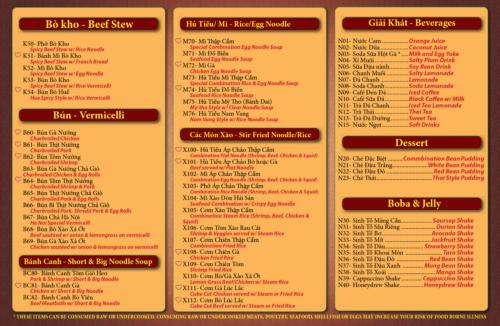 Bò kho - Beef Stew
K30- Phở Bò Kho
Spicy Beef Stew w/ Rice Noodle
K31- Bánh Mì Bò Kho
Spicy Beef Stew w/ French Bread
K32- Mì Bò Kho
Spicy Beef Stew w/ Egg Noodle
K33- Bún Bò Kho
Spicy Beef Stew w/ Rice Vermicelli
K34- Bún Bò Huế
Hue Spicy Style w/ Rice Vermicelli
Bún - Vermicelli
B60- Bún Gà Nướng
Charbroiled Chicken
B61- Bún Thịt Nướng
Charbroiled Pork
B62- Bún Tôm Nướng
Charbroiled Shrimp
B63- Bún Gà Nướng Chả Giò
Charbroiled Chicken & Egg Rolls
B64- Bún Tôm Thịt Nướng
Charbroiled Shrimp & Pork
B65- Bún Thịt Nướng Chả Giò
Charbroiled Pork & Egg Rolls
B66- Bún Bì Thịt Nướng Chả Giò
Charbroiled Pork, Shredded Pork & Egg Rolls
B67- Bún Chả Hà Nội
Ha Noi Special Vermicelli
B68- Bún Bò Xào Xả Ớt
Beef sautted w/ onion & lemongrass on vermicelli
B69- Bún Gà Xào Xả Ớt
Chicken sautted w/ onion & lemongrass on vermicelli
Bánh Canh - Short & Big Noodle Soup
BC80- Bánh Canh Tôm Giò Heo
Pork & Shrimp w/ Short & Big Noodle
BC81- Bánh Canh Gà
Chicken w/ Short & Big Noodle
BC82- Bánh Canh Bò Viên
Beef Meatballs w/ Short & Big Noodle
Hủ Tiếu/ Mì - Rice/Egg Noodle
M70- Mì Thập Cẩm
Special Combination Egg Noodle Soup
M71- Mì Đồ Biển
Seafood Egg Noodle Soup
M72- Mì Gà
Chicken Egg Noodle Soup
M73- Hủ Tiếu Mì Thập Cẩm
Special Combination Rice & Egg Noodle Soup
M74- Hủ Tiếu Đồ Biển
Seafood Rice Noodle Soup
M75- Hủ Tiếu Mỹ Tho (Bánh Dai)
My tho Style w/ Clear Noodle Soup
M76- Hủ Tiếu Nam Vang
Nam Vang Style w/ Rice Noodle Soup
Các Món Xào - Stir Fried Noodle/Rice
X100- Hủ Tiếu Áp Chảo Thập Cẩm
Combination Flat Noodle (Shrimp, Beef, Chicken & Squid)
X101- Hủ Tiếu Áp Chảo Bò hoặc Gà
Beef served w/ Flat Noodle
X102- Mì Áp Chảo Thập Cẩm
Combination Egg Noodle (Shrimp, Beef, Chicken & Squid)
X103- Phở Áp Chảo Thập Cẩm
Combination Rice Noodle (Shrimp, Beef, Chicken & Squid)
X104- Mì Xào Dòn Hải Sản
Seafood Combination w/ Crispy Egg Noodle
X105- Cơm Xào Thập Cẩm
Combination Steam Rice (Shrimp, Beef, Chicken & Squid)
X106- Cơm Tôm Xào Rau Cải
Shrimp & Veggies served w/ Steam Rice
X107- Cơm Chiên Thập Cẩm
Combination Fried Rice
X108- Cơm Chiên Gà
Chicken Fried Rice
X109- Cơm Chiên Tôm
Shrimp Fried Rice
X110- Cơm Bò/Gà Xào Xả Ớt
Lemon Grass Beef/Chicken w/ Steam Rice
X111- Cơm Gà Lúc Lắc
Cube Cut Chicken served w/ Steam or Fried Rice
X112- Cơm Bò Lúc Lắc
Cube Cut Beef served w/ Steam or Fried Rice
Giải Khát - Beverages
N01- Nước Cam Orange Juice
N02- Nước Dừa Coconut Juice
N03- Soda Sữa Hột Gà * Milk and Egg Yoke
N04- Xí Muội Salty Plum Drink
N05- Sữa Đậu nành Soy Bean Drink
N06- Chanh Muối Salty Lemonade
N07- Đá Chanh Lemonade
N08- Soda Chanh Soda Lemonade
N09- Café Đen Đá Iced Coffee
N10- Café Sữa Đá Black Coffee w/ Milk
N11- Trà Đá Chanh Iced Tea Lemonade
N12- Trà Thái Thai Tea
N13- Trà Đá Đường Sweet Tea
N15- Nước Ngọt Soft Drinks
Dessert
N20- Chè Đặc Biệt Combination Bean Pudding
N21- Chè Đậu Trắng White Bean Pudding
N22- Chè Đậu Đỏ Red Bean Pudding
N23- Chè Thái Thai Style Pudding
Boba & Jelly
N30- Sinh Tố Mãng Cầu Soursop Shake
N31- Sinh Tố Sầu Riêng Durian Shake
N32- Sinh Tố Bơ Avocado Shake
N33- Sinh Tố Mít Jackfruit Shake
N34- Sinh Tố Dâu Strawberry Shake
N35- Sinh Tố Khoai Môn Taro Shake
N36- Sinh Tố Đậu Đỏ Red Bean Shake
N37- Sinh Tố Đậu Xanh Mung Bean Shake
N38- Sinh Tố Xoài Mango Shake
N39- Cappuccino Shake Cappuccino Shake
N40- Honeydew Shake Honeydew Shake
* THESE ITEMS CAN BE CONSUMED RAW OR UNDERCOOKED. CONSUMING RAW OR UNDERCOOKED MEATS, POULTRY, SEAFOOD, SHELLFISH OR EGGS MAY INCREASE YOUR RISK OF FOOD BORNE ILLNESS